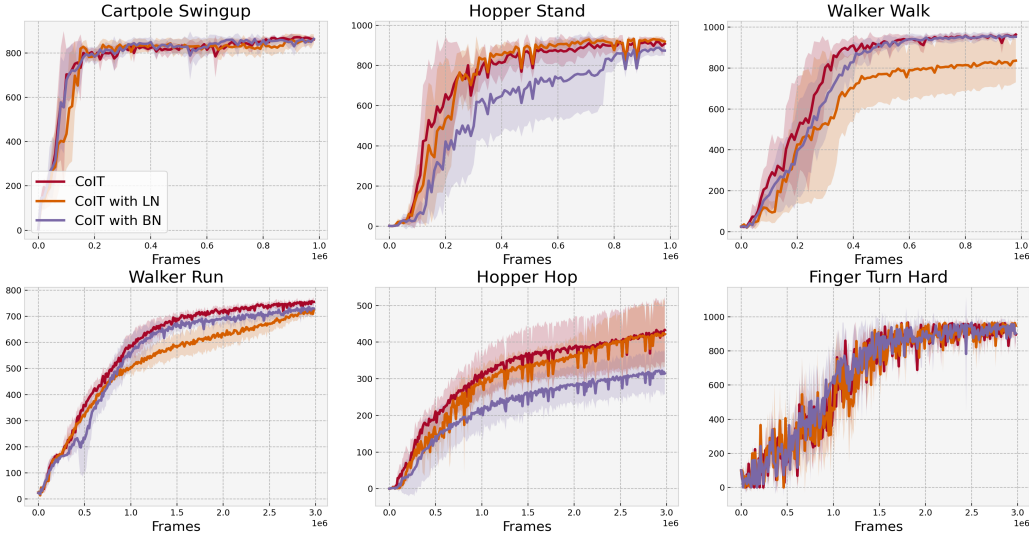 Cartpole Swingup
800
600
400
200
0
CoIT
CoIT with LN
CoIT with BN
0.0 0.2 0.4 0.6 0.8 1.0
1e6
Frames
Hopper Stand
1000
800
600
400
200
0
0.0 0.2 0.4 0.6 0.8 1.0
1e6
Frames
Walker Walk
1000
800
600
400
200
0
0.0 0.2 0.4 0.6 0.8 1.0
1e6
Frames
Walker Run
800
700
600
500
400
300
200
100
0
0.0 0.5 1.0 1.5 2.0 2.5 3.0
1e6
Frames
Hopper Hop
500
400
300
200
100
0
0.0 0.5 1.0 1.5 2.0 2.5 3.0
1e6
Frames
Finger Turn Hard
1000
800
600
400
200
0
0.0 0.5 1.0 1.5 2.0 2.5 3.0
1e6
Frames